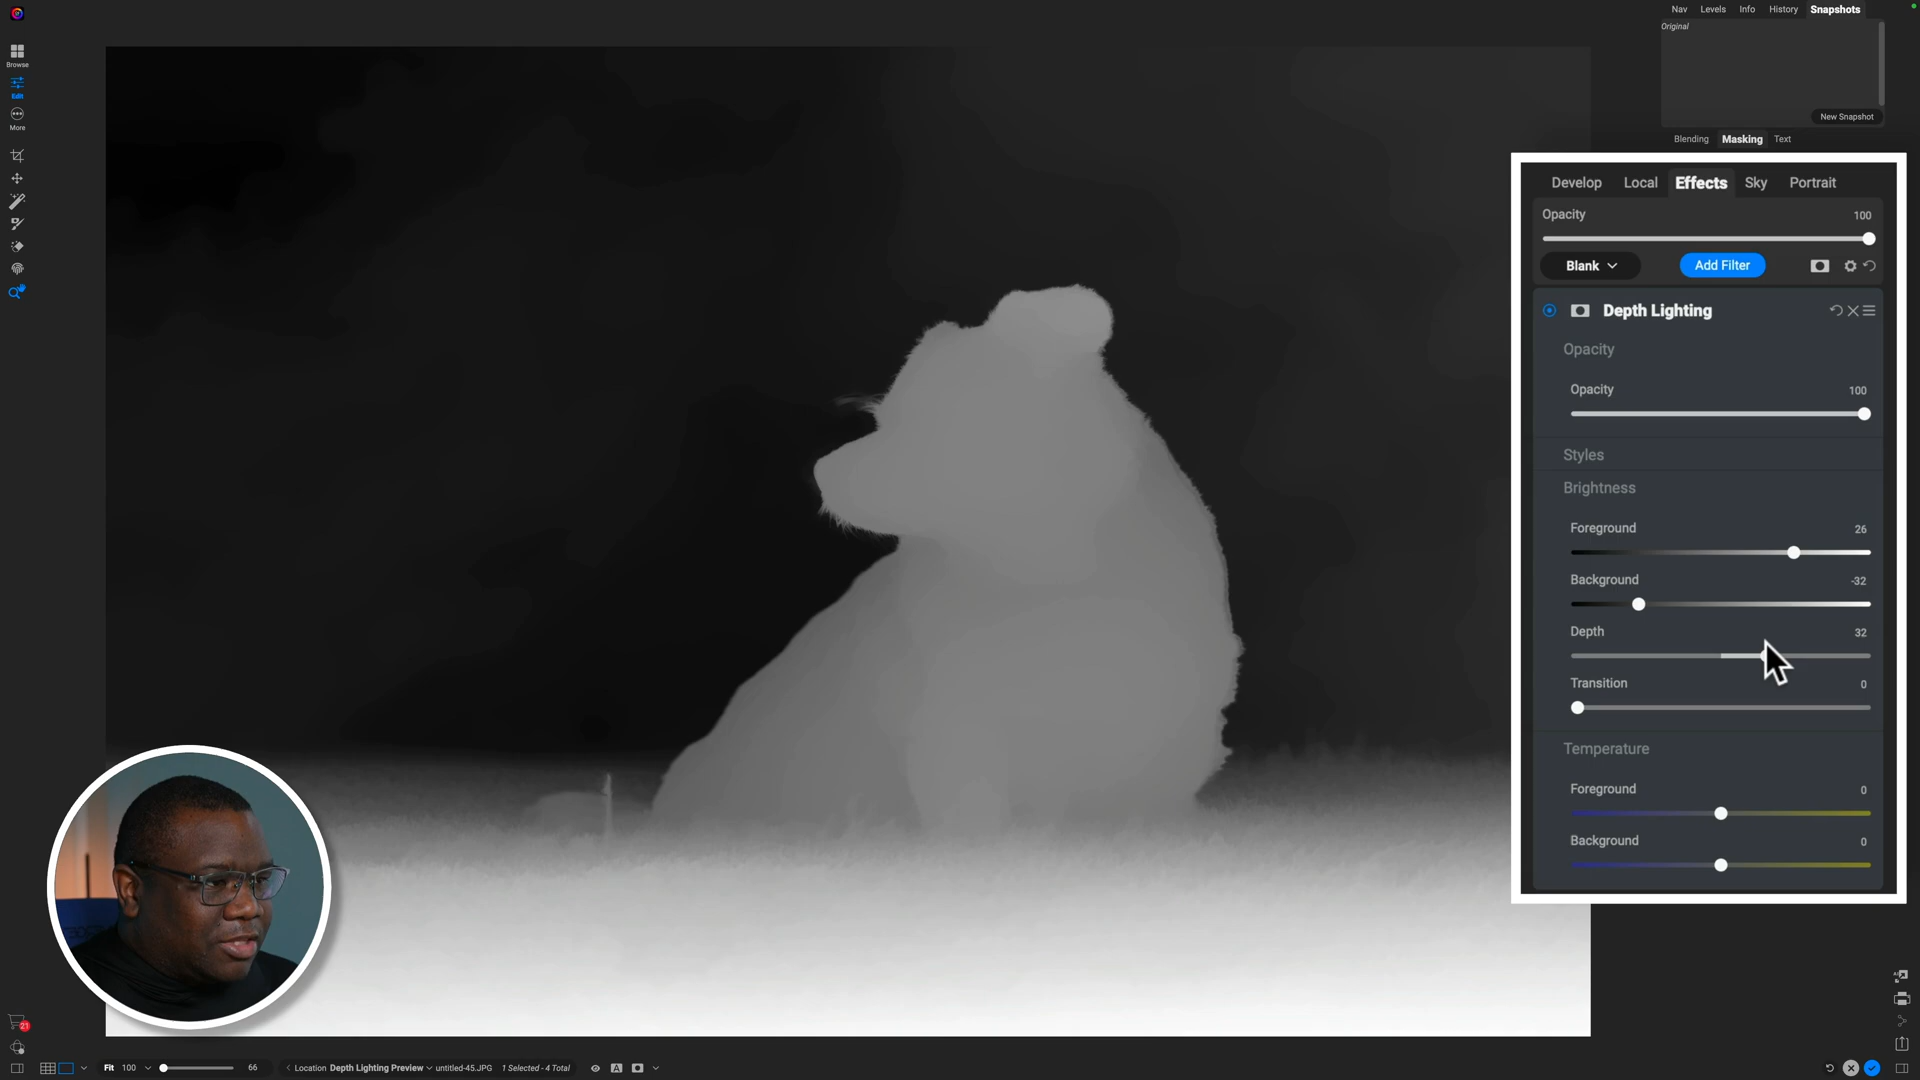 Nav Levels Info History Snapshots
Original
New Snapshot
Blending Masking Text
Browse
Edit
More
Develop Local Effects Sky Portrait
Opacity 100
Blank Add Filter
Depth Lighting
Opacity
Opacity 100
Styles
Brightness
Foreground 26
Background -32
Depth 32
Transition 0
Temperature
Foreground 0
Background 0
21
Fit 100 66 Location Depth Lighting Preview untitled-45.JPG 1 Selected - 4 Total A